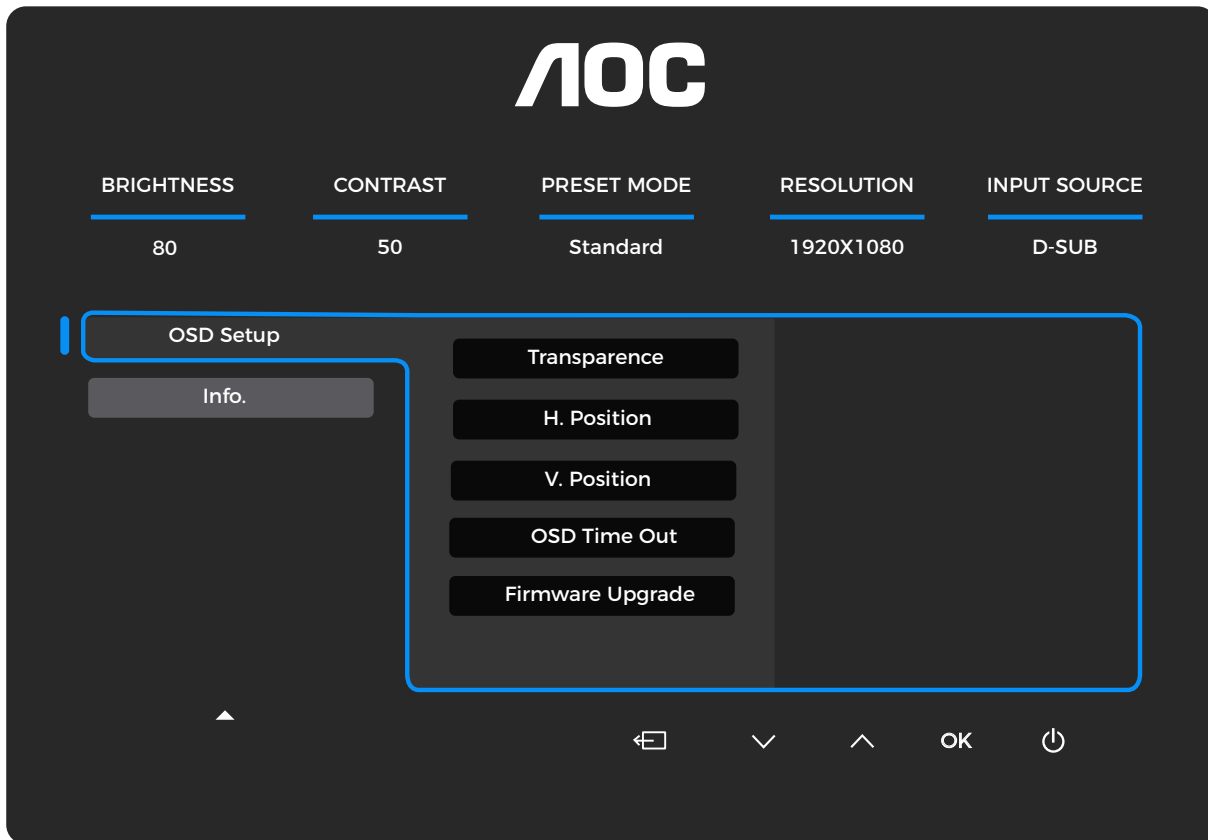 AOC
BRIGHTNESS CONTRAST PRESET MODE RESOLUTION INPUT SOURCE
80 50 Standard 1920X1080 D-SUB
OSD Setup
Info.
Transparence
H. Position
V. Position
OSD Time Out
Firmware Upgrade
OK